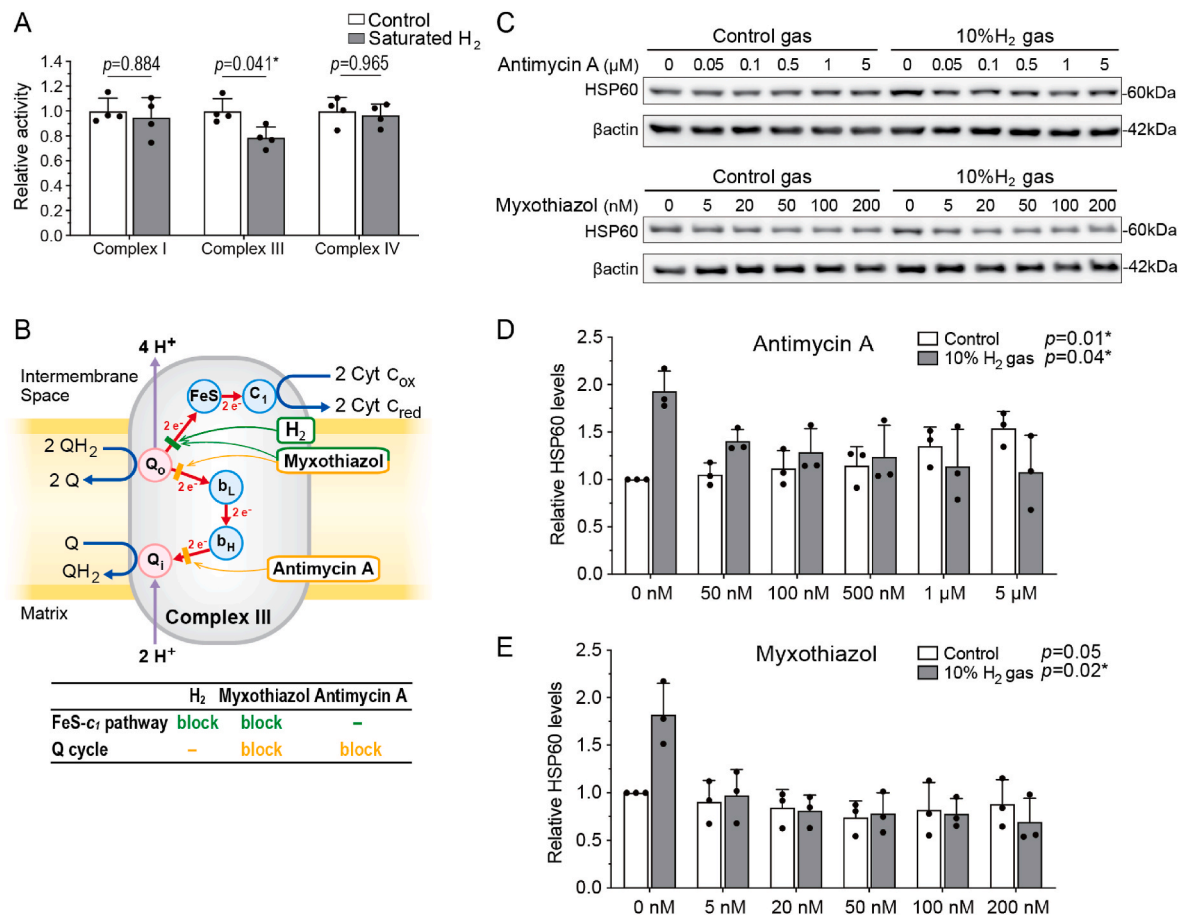 A
Control
Saturated H₂
p=0.884
p=0.041*
p=0.965
Relative activity
1.4
1.2
1.0
0.8
0.6
0.4
0.2
0.0
Complex I
Complex III
Complex IV
B
4 H⁺
Intermembrane
Space
FeS
2 e⁻
C₁
2 Cyt Cox
2 Cyt Cred
2 e⁻
H₂
2 QH₂
Qo
Myxothiazol
2 Q
2 e⁻
bL
2 e⁻
Q
bH
2 e⁻
Qi
QH₂
Antimycin A
Matrix
Complex III
2 H⁺
H₂ Myxothiazol Antimycin A
FeS-c₁ pathway block block –
Q cycle – block block
C
Control gas 10%H₂ gas
Antimycin A (µM) 0 0.05 0.1 0.5 1 5 0 0.05 0.1 0.5 1 5
HSP60 -60kDa
βactin -42kDa
Control gas 10%H₂ gas
Myxothiazol (nM) 0 5 20 50 100 200 0 5 20 50 100 200
HSP60 -60kDa
βactin -42kDa
D
Antimycin A
Control p=0.01*
10% H₂ gas p=0.04*
Relative HSP60 levels
2.5
2.0
1.5
1.0
0.5
0.0
0 nM 50 nM 100 nM 500 nM 1 µM 5 µM
E
Myxothiazol
Control p=0.05
10% H₂ gas p=0.02*
Relative HSP60 levels
2.5
2.0
1.5
1.0
0.5
0.0
0 nM 5 nM 20 nM 50 nM 100 nM 200 nM